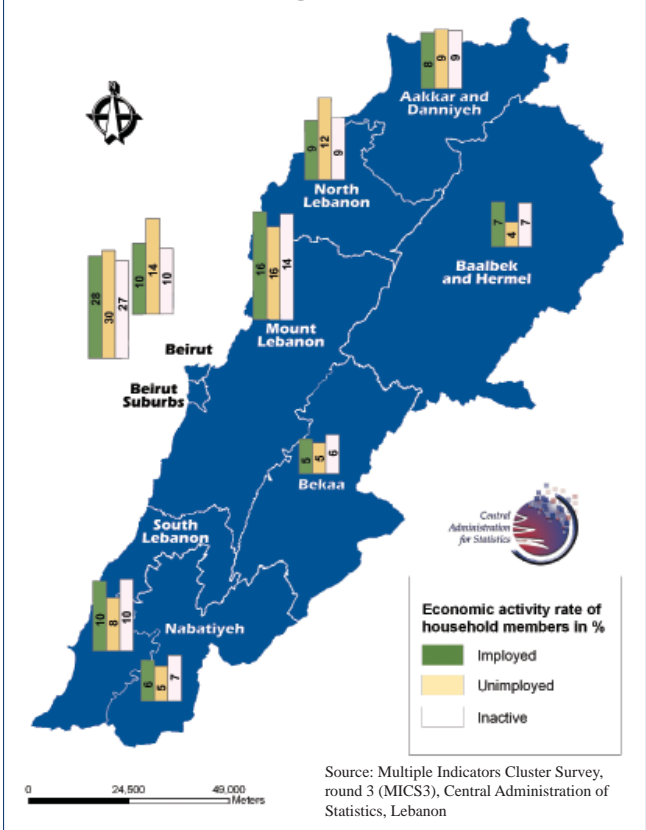 8
9
9
Aakkar and
Danniyeh
9
12
9
North
Lebanon
7
4
7
Baalbek
and Hermel
16
16
14
Mount
Lebanon
10
14
10
28
30
27
Beirut
Beirut
Suburbs
5
5
6
Bekaa
Central
Administration
for Statistics
South
Lebanon
10
8
10
Nabatiyeh
6
5
7
Economic activity rate of
household members in %
Imployed
Unimployed
Inactive
0 24,500 49,000
Meters
Source: Multiple Indicators Cluster Survey,
round 3 (MICS3), Central Administration of
Statistics, Lebanon